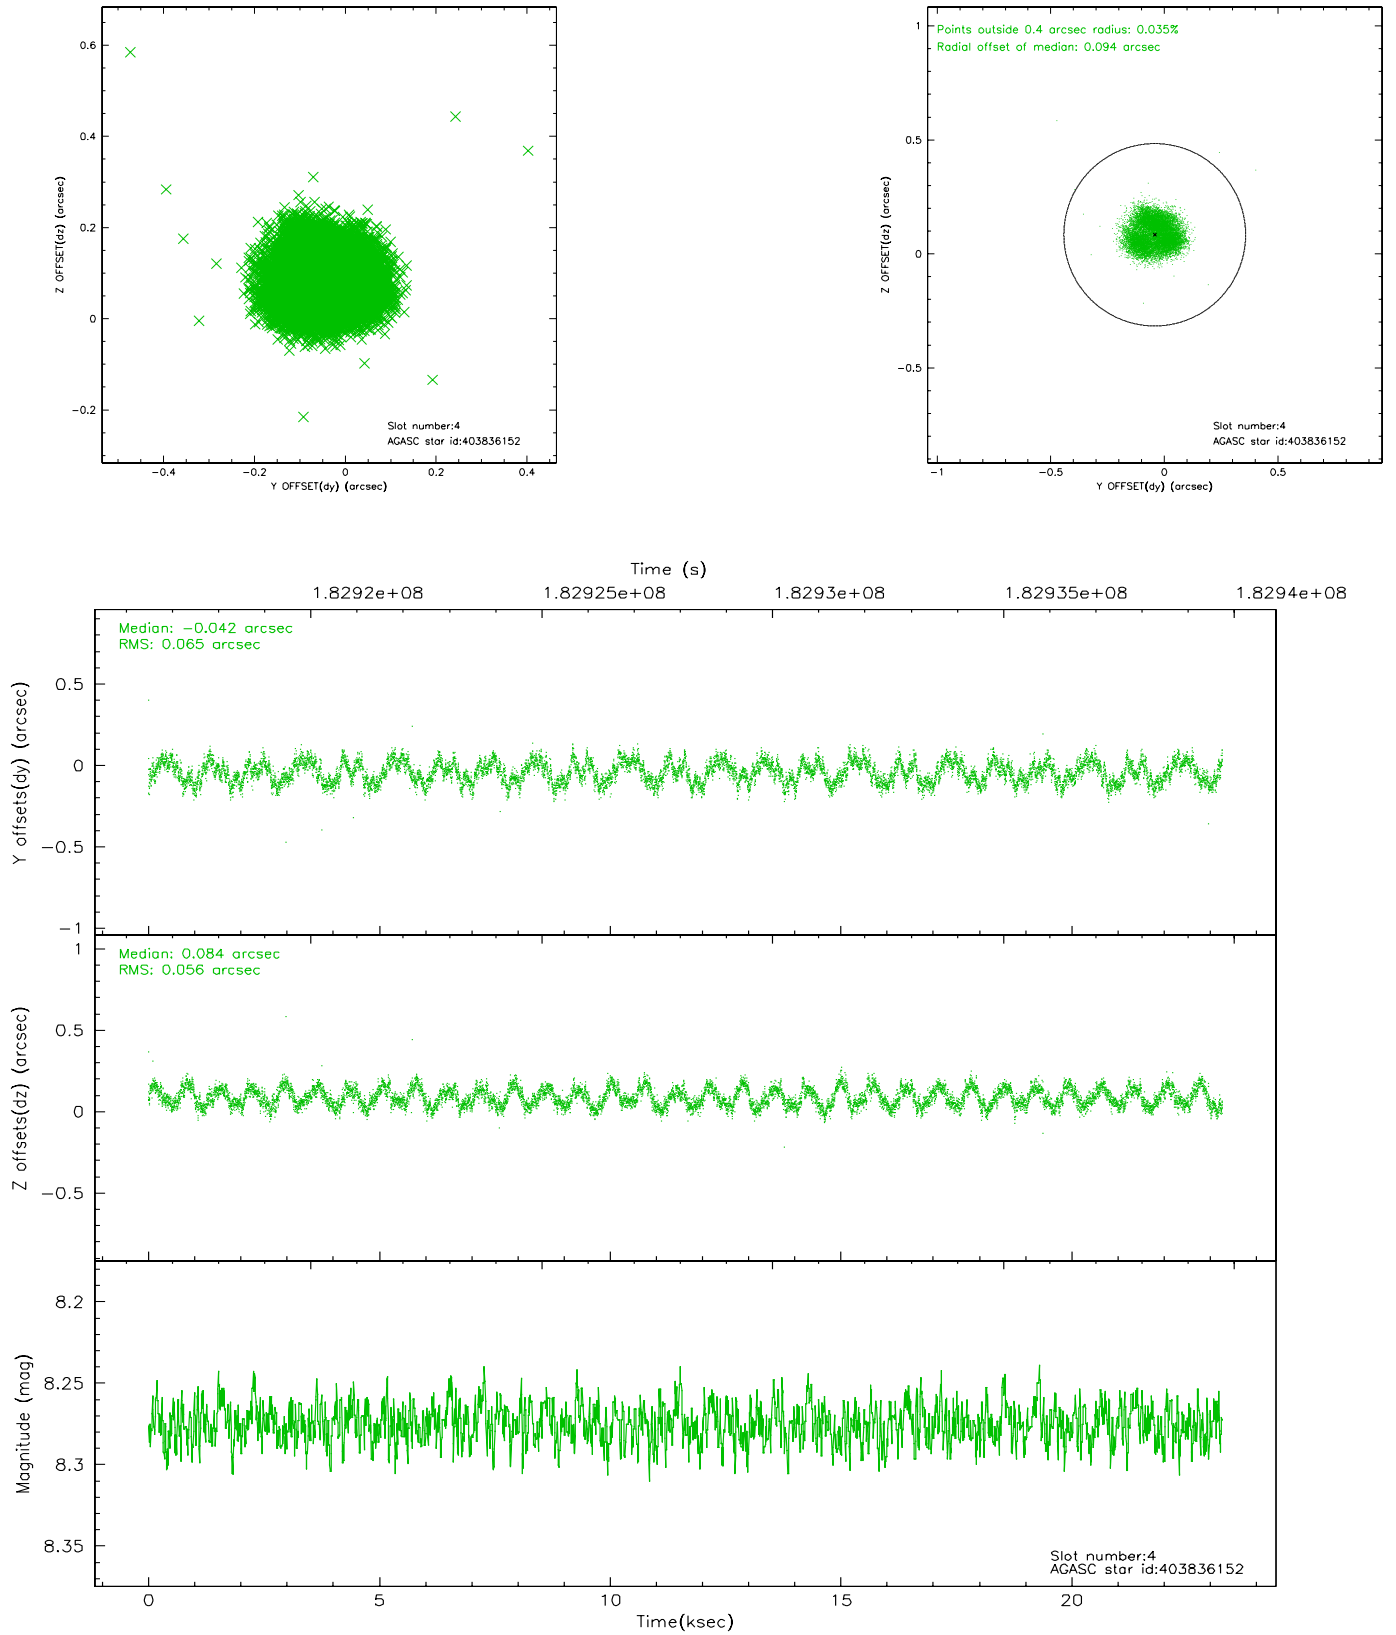 0.6
0.4
0.2
0
−0.2
Z OFFSET(dz) (arcsec)
Slot number:4
AGASC star id:403836152
−0.4
−0.2
0
0.2
0.4
Y OFFSET(dy) (arcsec)
Points outside 0.4 arcsec radius: 0.035%
Radial offset of median: 0.094 arcsec
1
0.5
0
−0.5
Z OFFSET(dz) (arcsec)
Slot number:4
AGASC star id:403836152
−1
−0.5
0
0.5
Y OFFSET(dy) (arcsec)
Time (s)
1.8292e+08
1.82925e+08
1.8293e+08
1.82935e+08
1.8294e+08
Median: −0.042 arcsec
RMS: 0.065 arcsec
0.5
0
−0.5
−1
Y offsets(dy) (arcsec)
Median: 0.084 arcsec
RMS: 0.056 arcsec
1
0.5
0
−0.5
Z offsets(dz) (arcsec)
8.2
8.25
8.3
8.35
Magnitude (mag)
Slot number:4
AGASC star id:403836152
0
5
10
15
20
Time(ksec)